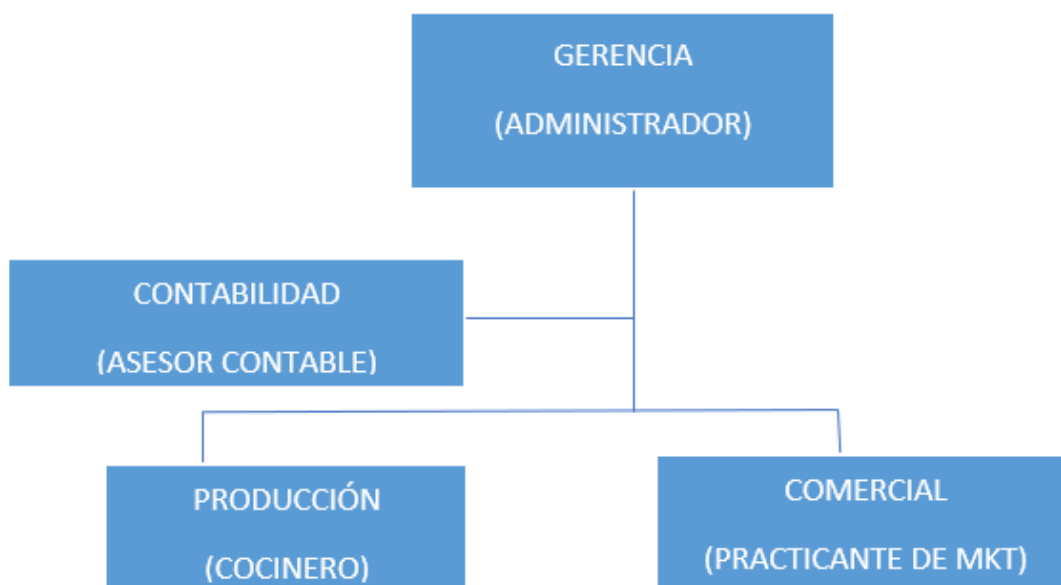 GERENCIA
(ADMINISTRADOR)
CONTABILIDAD
(ASESOR CONTABLE)
PRODUCCIÓN
(COCINERO)
COMERCIAL
(PRACTICANTE DE MKT)